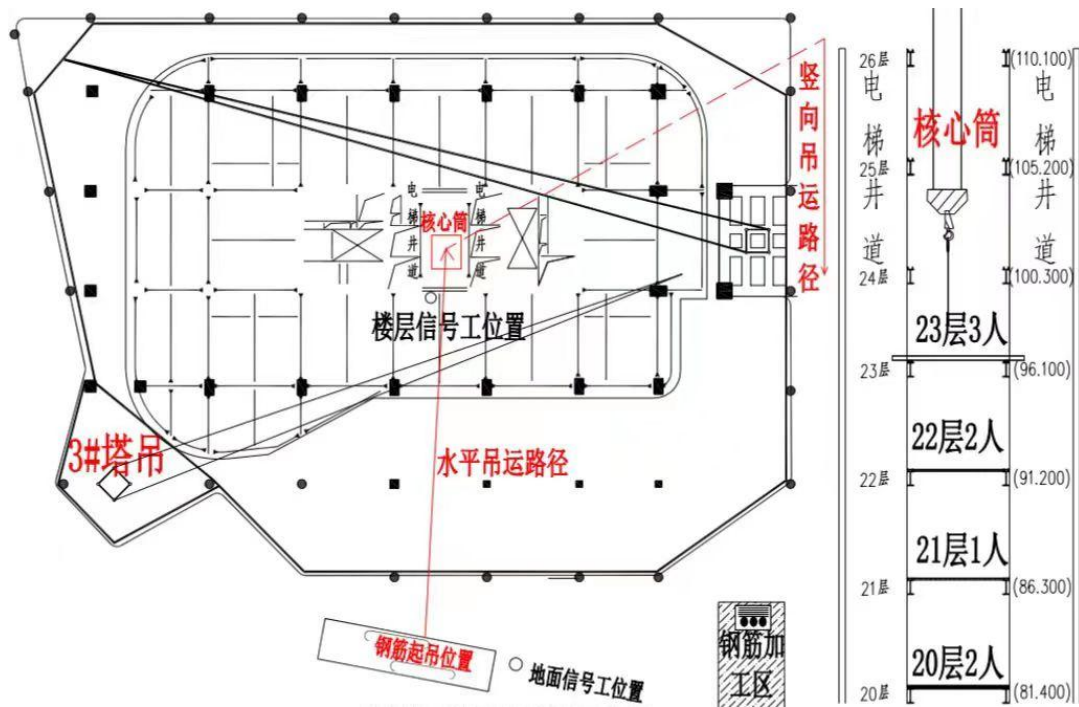 电梯井道
核心筒
电梯井道
楼层信号工位置
3#塔吊
水平吊运路径
钢筋起吊位置
地面信号工位置
钢筋加
工区
竖向吊运路径
电梯井道
核心筒
电梯井道
26层
(110.100)
25层
(105.200)
24层
(100.300)
23层3人
23层
(96.100)
22层2人
22层
(91.200)
21层1人
21层
(86.300)
20层2人
20层
(81.400)